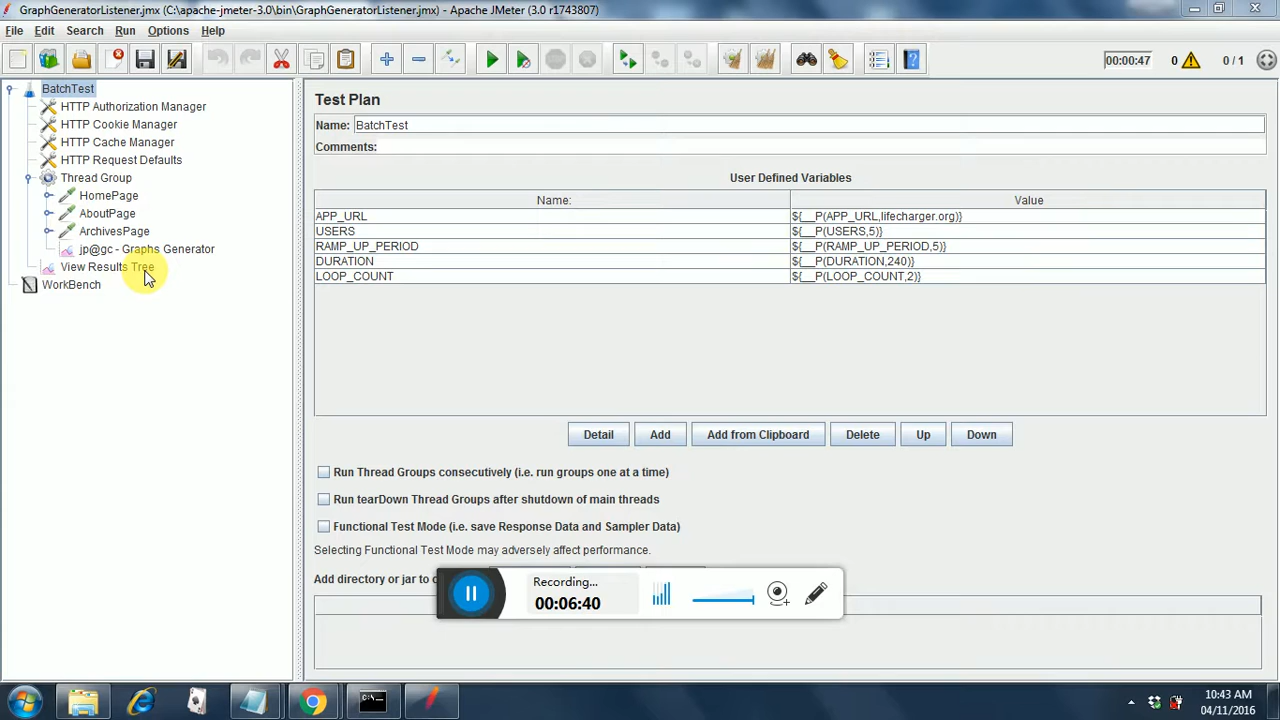 GraphGeneratorListener.jmx (C:\apache-jmeter-3.0\bin\GraphGeneratorListener.jmx) - Apache JMeter (3.0 r1743807)
File Edit Search Run Options Help
00:00:47 0 0 / 1
BatchTest
HTTP Authorization Manager
HTTP Cookie Manager
HTTP Cache Manager
HTTP Request Defaults
Thread Group
HomePage
AboutPage
ArchivesPage
jp@gc - Graphs Generator
View Results Tree
WorkBench
Test Plan
Name: BatchTest
Comments:
User Defined Variables
Name: Value
APP_URL ${__P(APP_URL,lifecharger.org)}
USERS ${__P(USERS,5)}
RAMP_UP_PERIOD ${__P(RAMP_UP_PERIOD,5)}
DURATION ${__P(DURATION,240)}
LOOP_COUNT ${__P(LOOP_COUNT,2)}
Detail Add Add from Clipboard Delete Up Down
Run Thread Groups consecutively (i.e. run groups one at a time)
Run tearDown Thread Groups after shutdown of main threads
Functional Test Mode (i.e. save Response Data and Sampler Data)
Selecting Functional Test Mode may adversely affect performance.
Add directory or jar to
Recording...
00:06:40
10:43 AM
04/11/2016